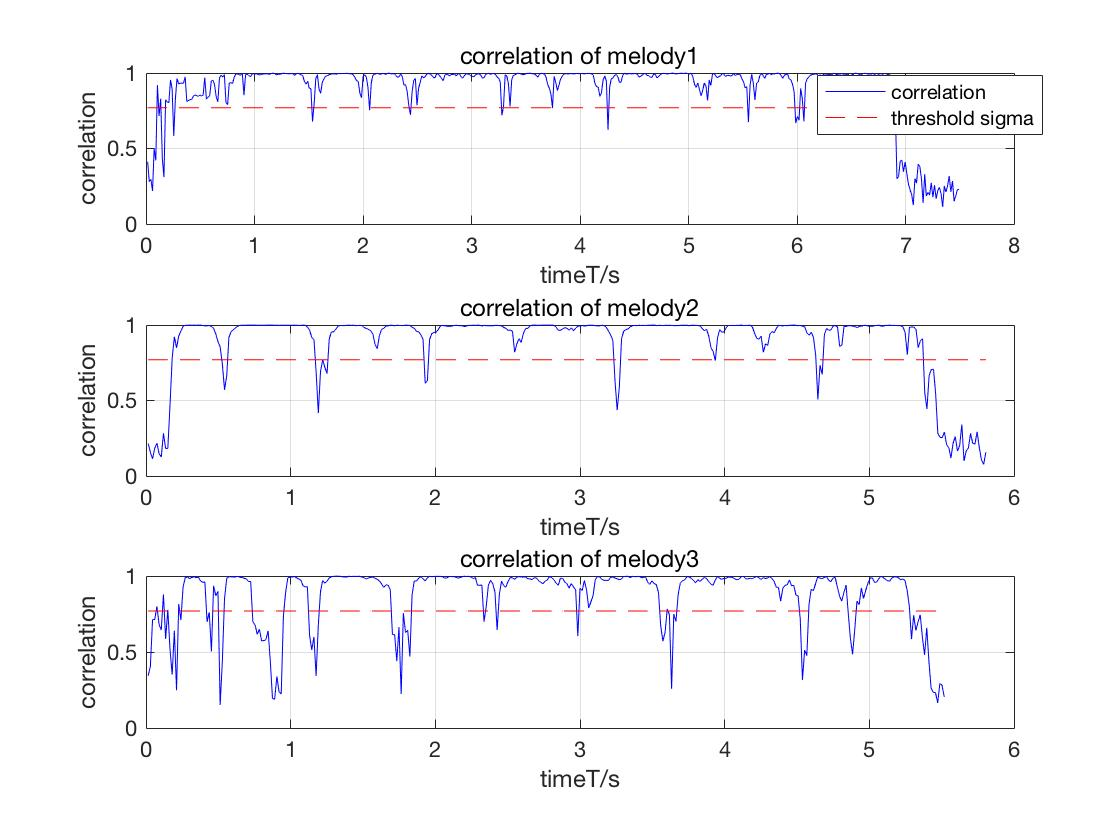 correlation of melody1
1
0.5
0
correlation
correlation
threshold sigma
0 1 2 3 4 5 6 7 8
timeT/s
correlation of melody2
1
0.5
0
correlation
0 1 2 3 4 5 6
timeT/s
correlation of melody3
1
0.5
0
correlation
0 1 2 3 4 5 6
timeT/s